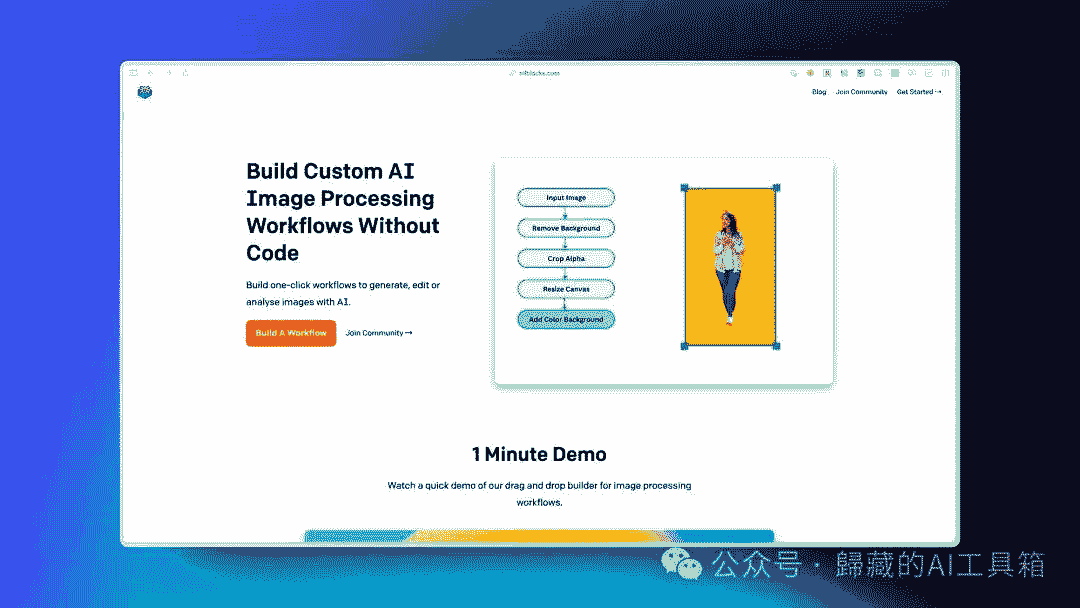 Blog Join Community Get Started →
Build Custom AI
Image Processing
Workflows Without
Code
Build one-click workflows to generate, edit or
analyse images with AI.
Build A Workflow Join Community →
Input Image
Remove Background
Crop Alpha
Resize Canvas
Add Color Background
1 Minute Demo
Watch a quick demo of our drag and drop builder for image processing
workflows.
公众号 · 歸藏的AI工具箱